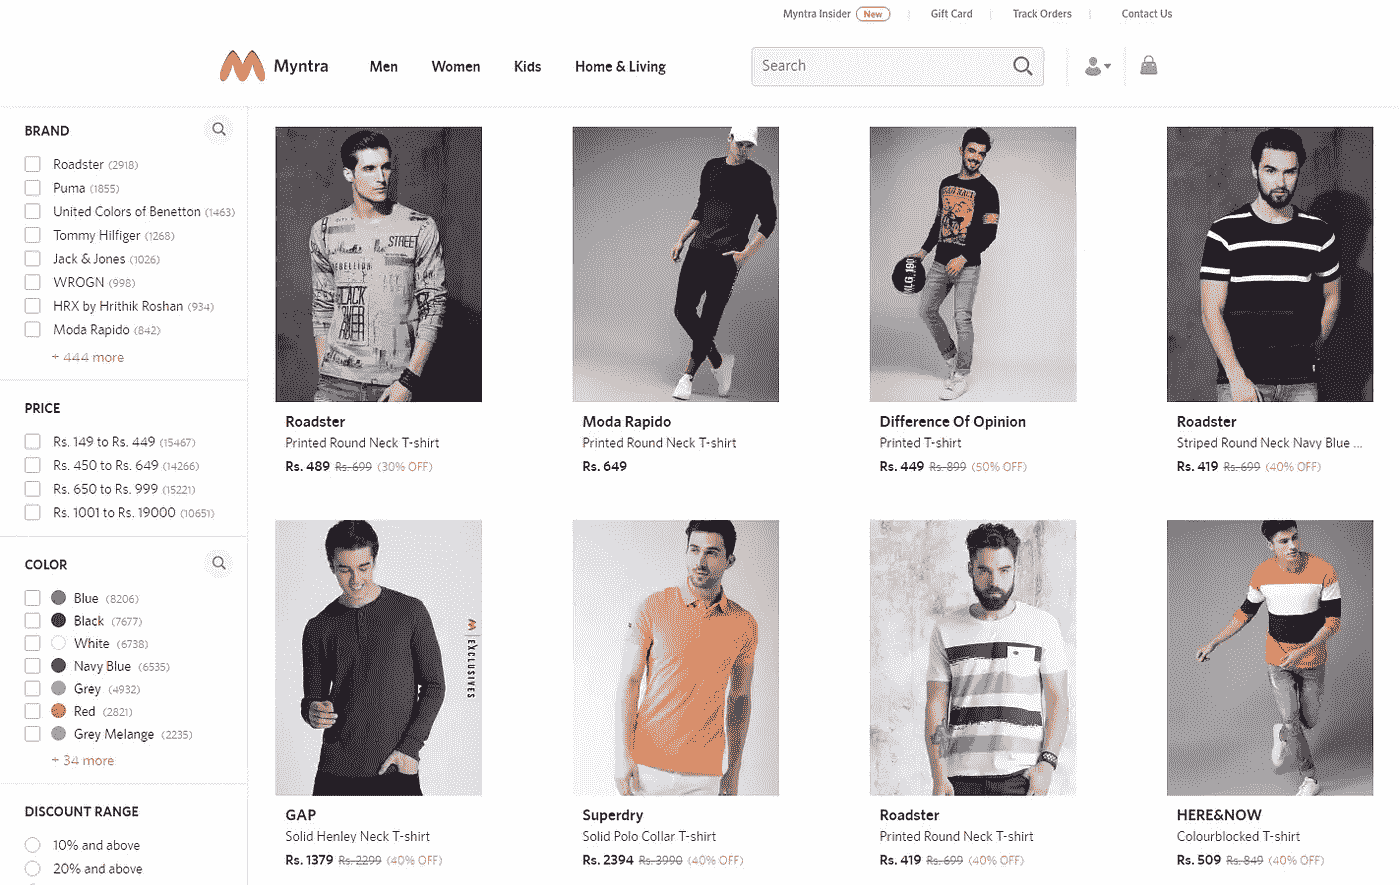 Myntra Insider New Gift Card Track Orders Contact Us
Myntra Men Women Kids Home & Living Search
BRAND
Roadster (2918)
Puma (1855)
United Colors of Benetton (1463)
Tommy Hilfiger (1268)
Jack & Jones (1026)
WROGN (998)
HRX by Hrithik Roshan (934)
Moda Rapido (842)
+ 444 more
PRICE
Rs. 149 to Rs. 449 (15467)
Rs. 450 to Rs. 649 (14266)
Rs. 650 to Rs. 999 (15221)
Rs. 1001 to Rs. 19000 (10651)
COLOR
Blue (8206)
Black (7677)
White (6738)
Navy Blue (6535)
Grey (4932)
Red (2821)
Grey Melange (2235)
+ 34 more
DISCOUNT RANGE
10% and above
20% and above
STREET
Roadster
Printed Round Neck T-shirt
Rs. 489 Rs. 699 (30% OFF)
Moda Rapido
Printed Round Neck T-shirt
Rs. 649
Difference Of Opinion
Printed T-shirt
Rs. 449 Rs. 899 (50% OFF)
Roadster
Striped Round Neck Navy Blue ...
Rs. 419 Rs. 699 (40% OFF)
EXCLUSIVES
GAP
Solid Henley Neck T-shirt
Rs. 1379 Rs. 2299 (40% OFF)
Superdry
Solid Polo Collar T-shirt
Rs. 2394 Rs. 3990 (40% OFF)
Roadster
Printed Round Neck T-shirt
Rs. 419 Rs. 699 (40% OFF)
HERE&NOW
Colourblocked T-shirt
Rs. 509 Rs. 849 (40% OFF)